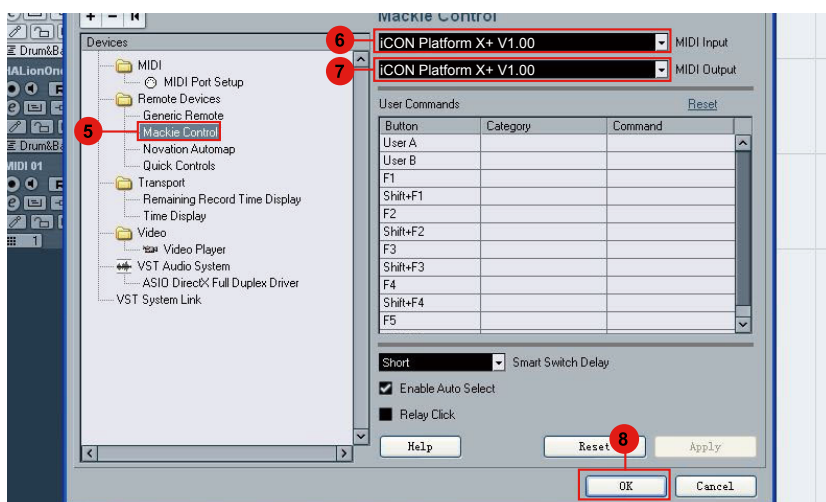 + - Mackie Control
Devices
6 iCON Platform X+ V1.00 MIDI Input
7 iCON Platform X+ V1.00 MIDI Output
MIDI
MIDI Port Setup
Remote Devices
Generic Remote
5 Mackie Control
Novation Automap
Quick Controls
Transport
Remaining Record Time Display
Time Display
Video
Video Player
VST Audio System
ASIO DirectX Full Duplex Driver
VST System Link
User Commands Reset
Button Category Command
User A
User B
F1
Shift+F1
F2
Shift+F2
F3
Shift+F3
F4
Shift+F4
F5
Short Smart Switch Delay
Enable Auto Select
Relay Click
Help Reset 8 Apply
OK Cancel
Drum&Ba
MALionOne
Drum&Ba
MIDI 01
1